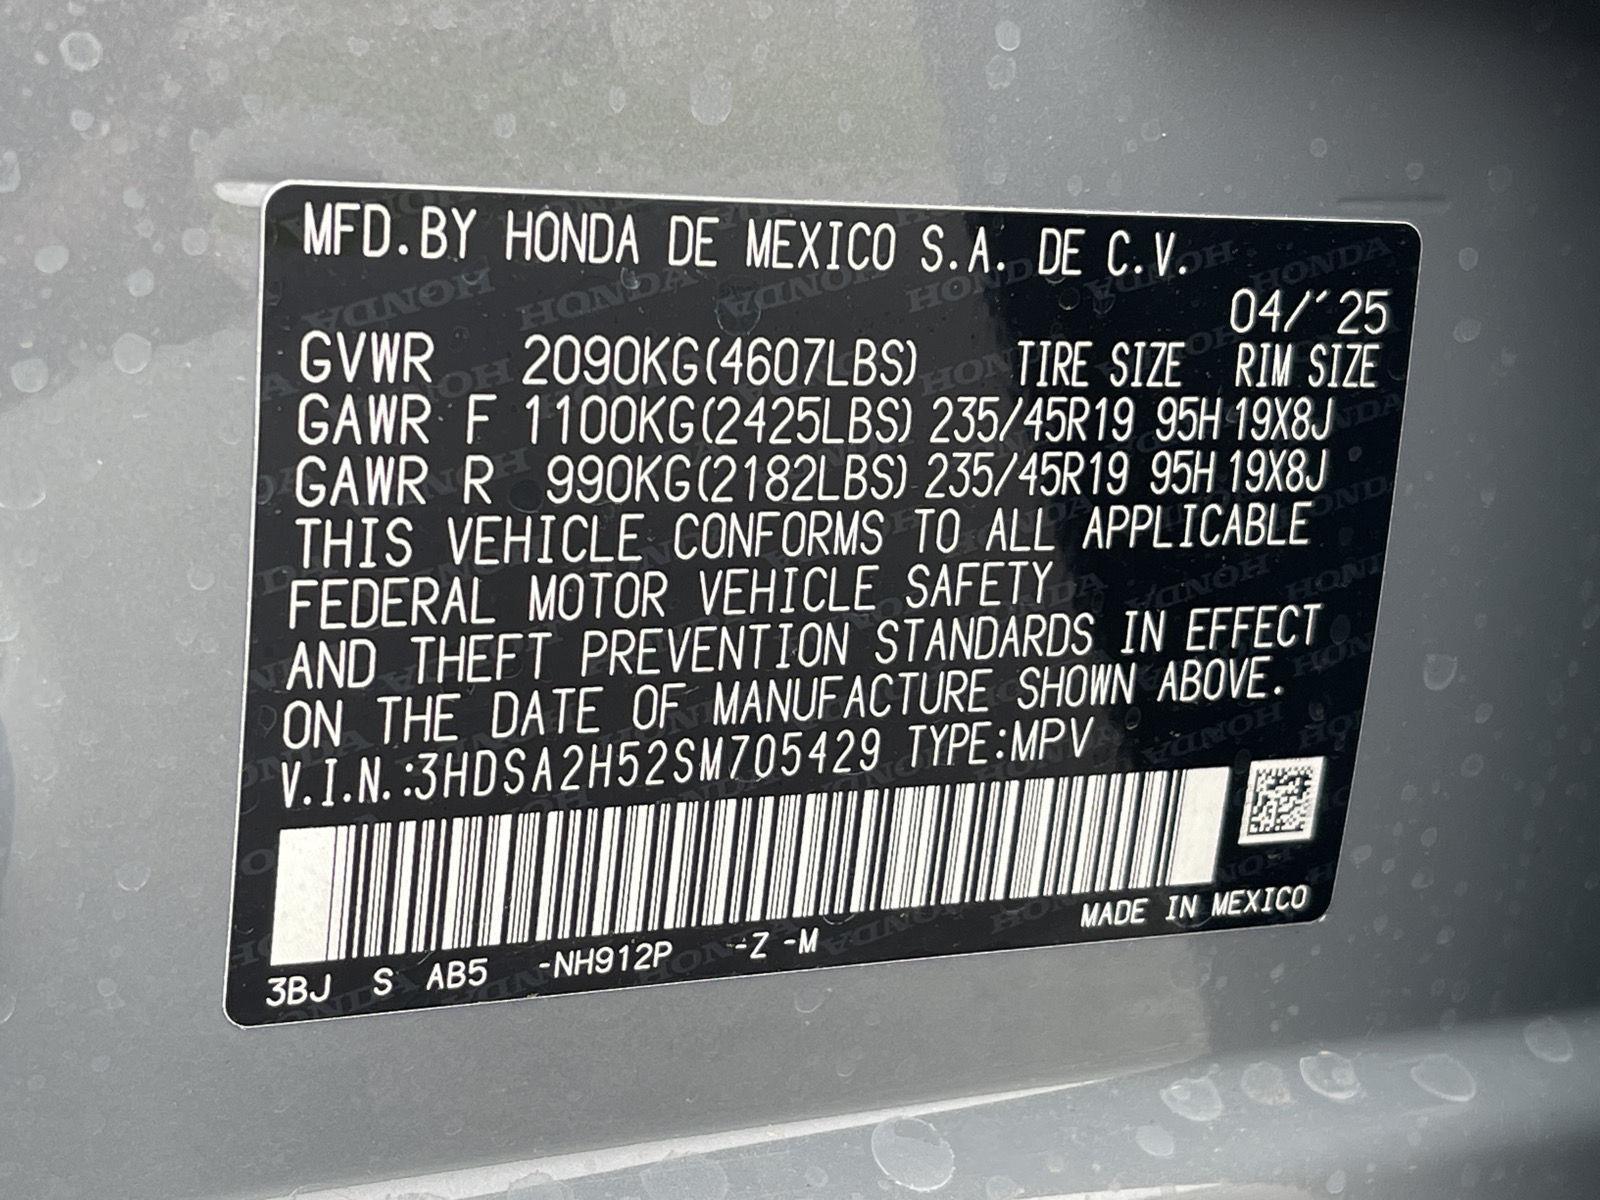 MFD.BY HONDA DE MEXICO S.A. DE C.V.
04/´25
GVWR 2090KG(4607LBS) TIRE SIZE RIM SIZE
GAWR F 1100KG(2425LBS) 235/45R19 95H 19X8J
GAWR R 990KG(2182LBS) 235/45R19 95H 19X8J
THIS VEHICLE CONFORMS TO ALL APPLICABLE
FEDERAL MOTOR VEHICLE SAFETY
AND THEFT PREVENTION STANDARDS IN EFFECT
ON THE DATE OF MANUFACTURE SHOWN ABOVE.
V.I.N.:3HDSA2H52SM705429 TYPE:MPV
MADE IN MEXICO
3BJ S AB5 -NH912P -Z -M